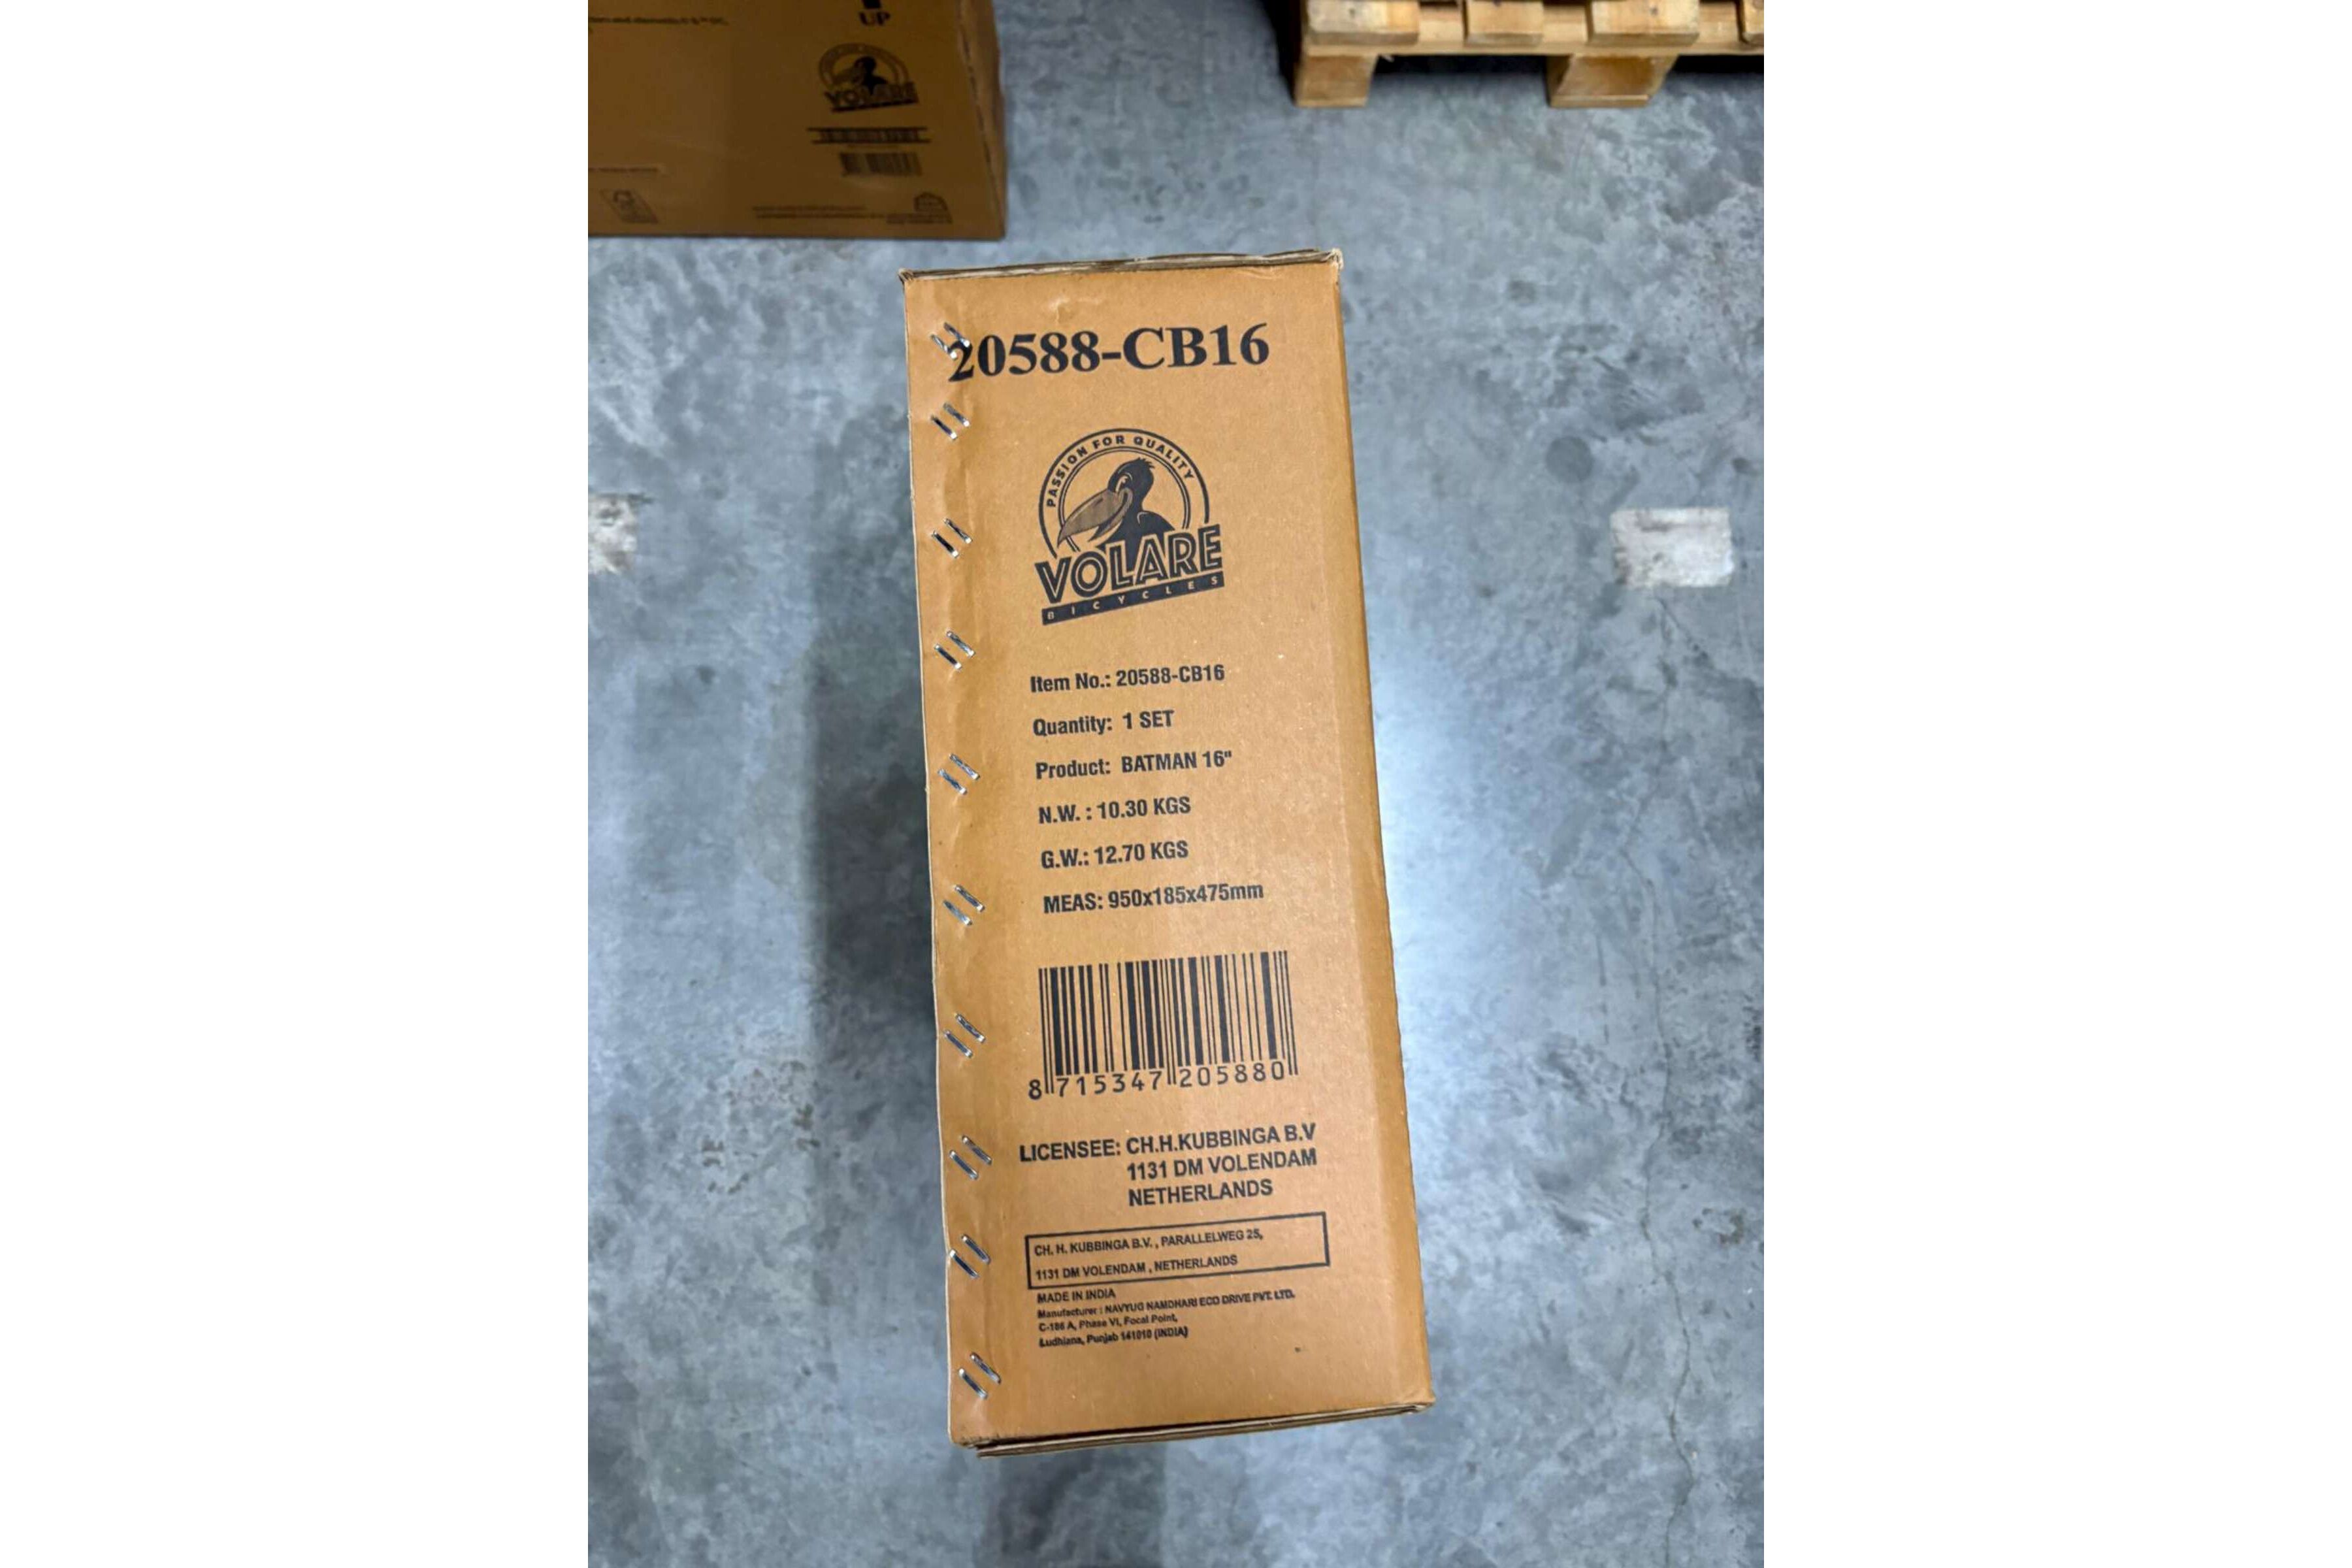 UP
VOLARE
20588-CB16
PASSION FOR QUALITY
VOLARE
BICYCLES
Item No.: 20588-CB16
Quantity: 1 SET
Product: BATMAN 16"
N.W. : 10.30 KGS
G.W.: 12.70 KGS
MEAS: 950x185x475mm
8 715347 205880
LICENSEE: CH.H.KUBBINGA B.V
1131 DM VOLENDAM
NETHERLANDS
CH. H. KUBBINGA B.V. , PARALLELWEG 25,
1131 DM VOLENDAM , NETHERLANDS
MADE IN INDIA
Manufacturer : NAVYUG NAMDHARI ECO DRIVE PVT. LTD.
C-186 A, Phase VI, Focal Point,
Ludhiana, Punjab 141010 (INDIA)